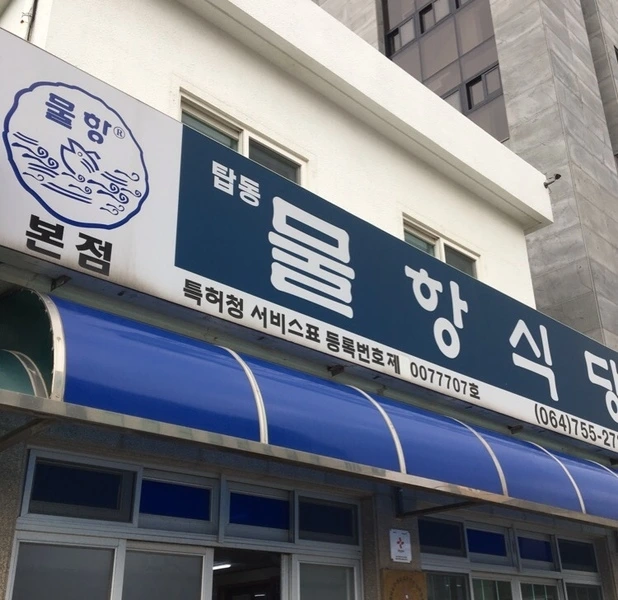 물항®
본점
탑동
물항식당
특허청 서비스표 등록번호제 0077707호
(064)755-27